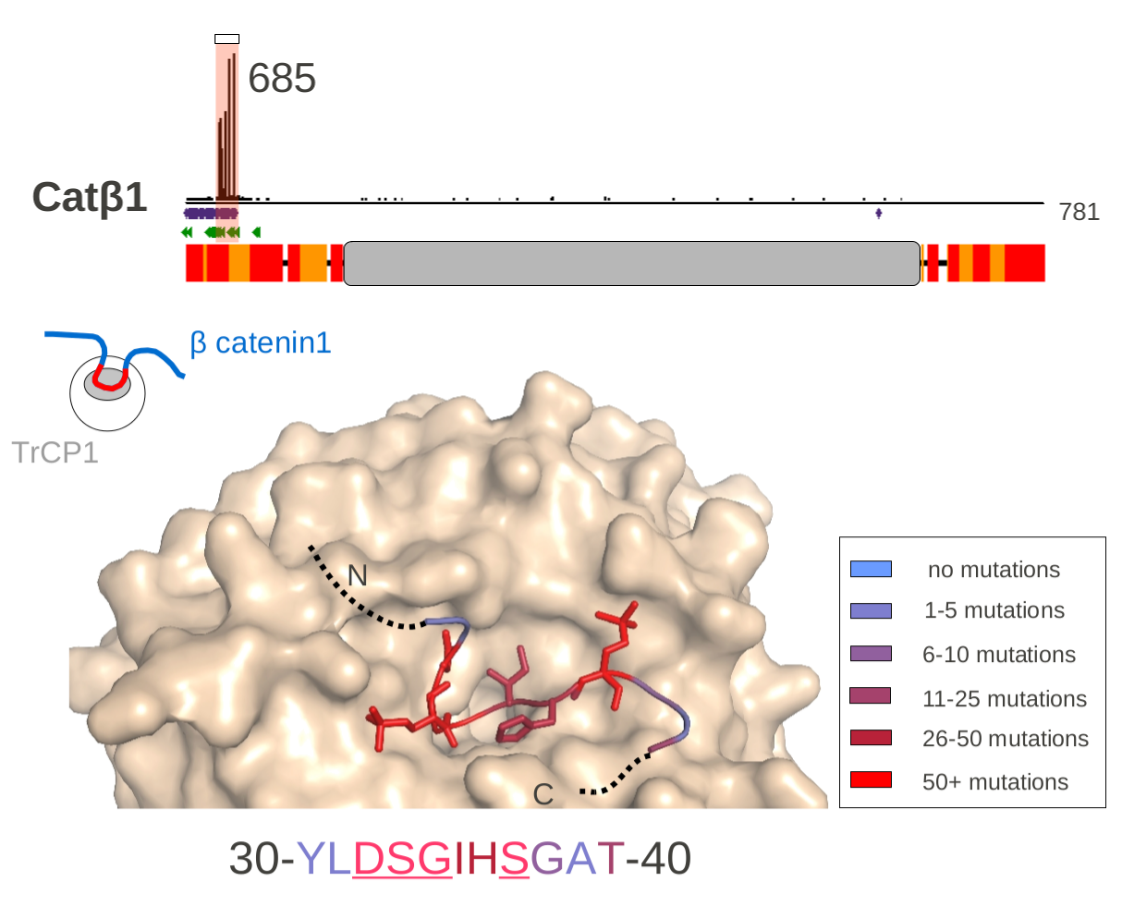 685
Catβ1
781
β catenin1
TrCP1
N
C
no mutations
1-5 mutations
6-10 mutations
11-25 mutations
26-50 mutations
50+ mutations
30-YLDSGIHSGAT-40